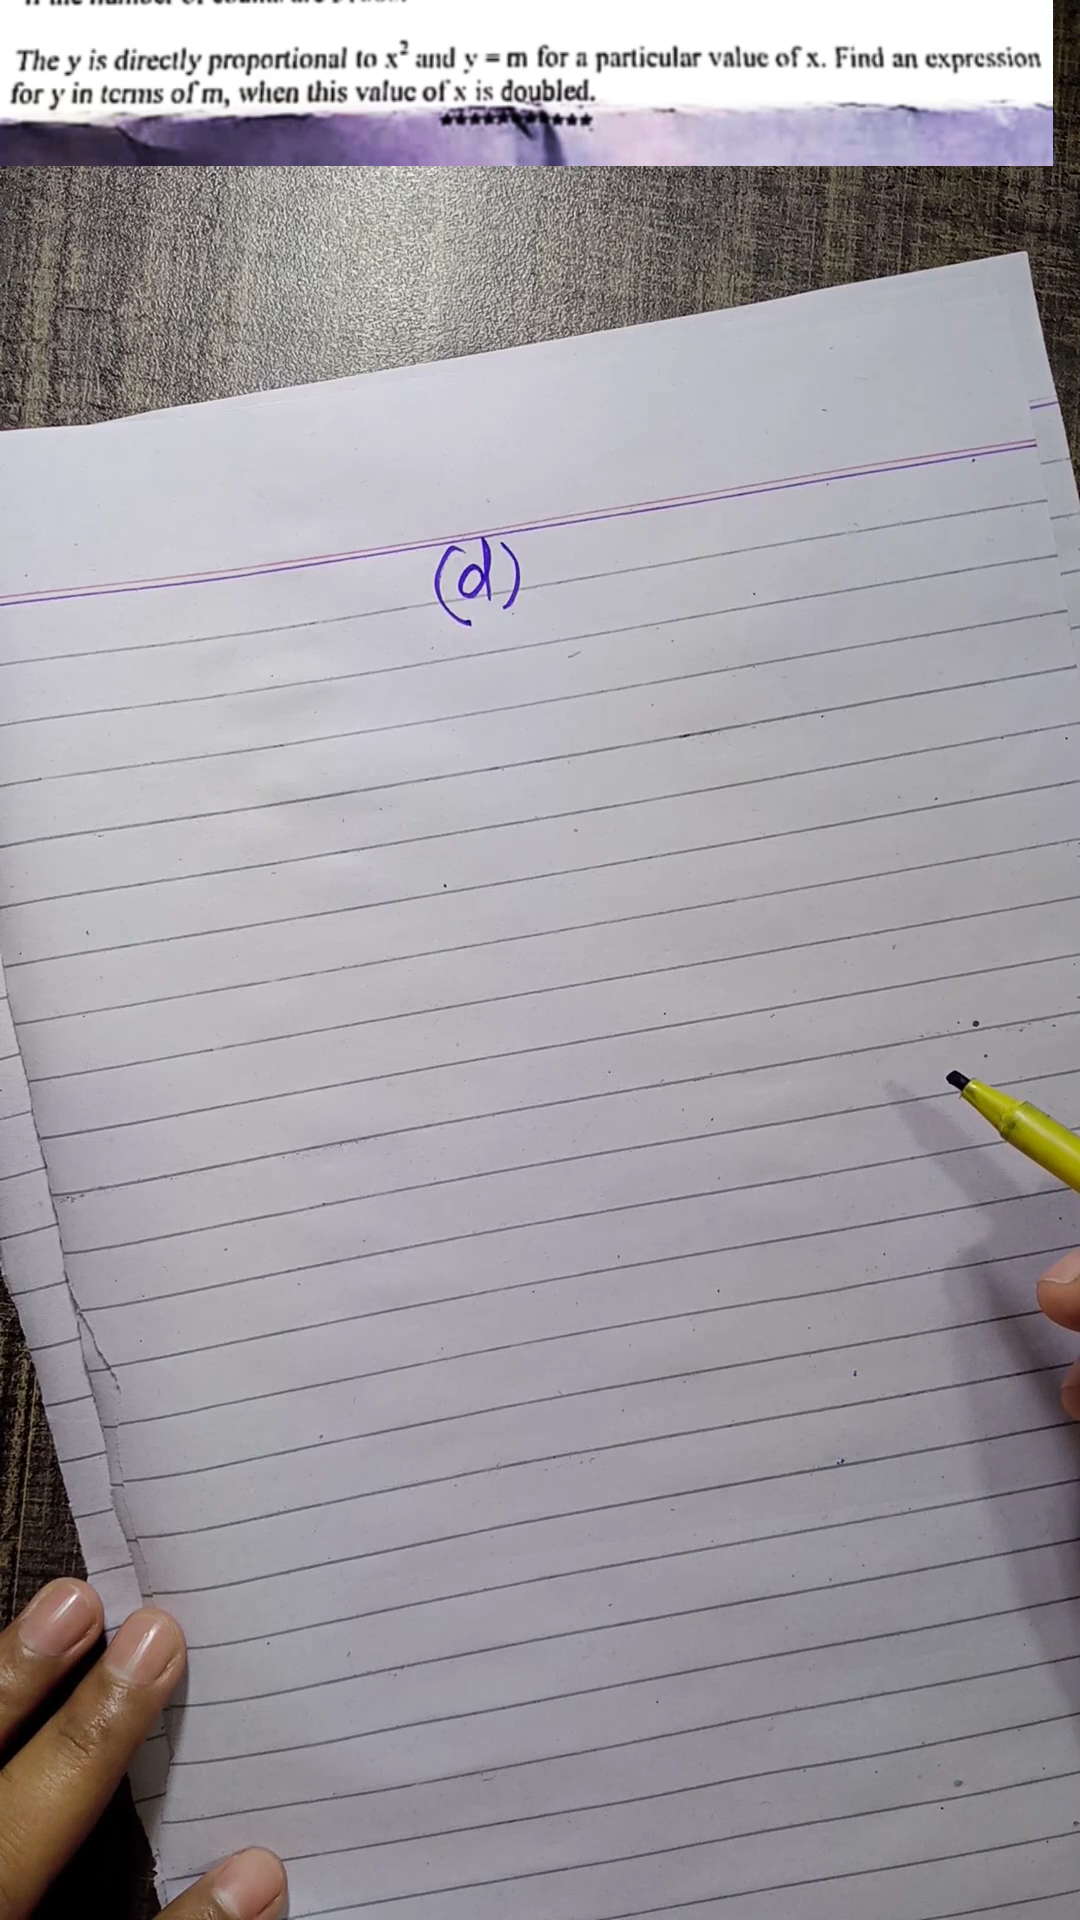 The y is directly proportional to x² and y = m for a particular value of x. Find an expression
for y in terms of m, when this value of x is doubled.
***********
(d)